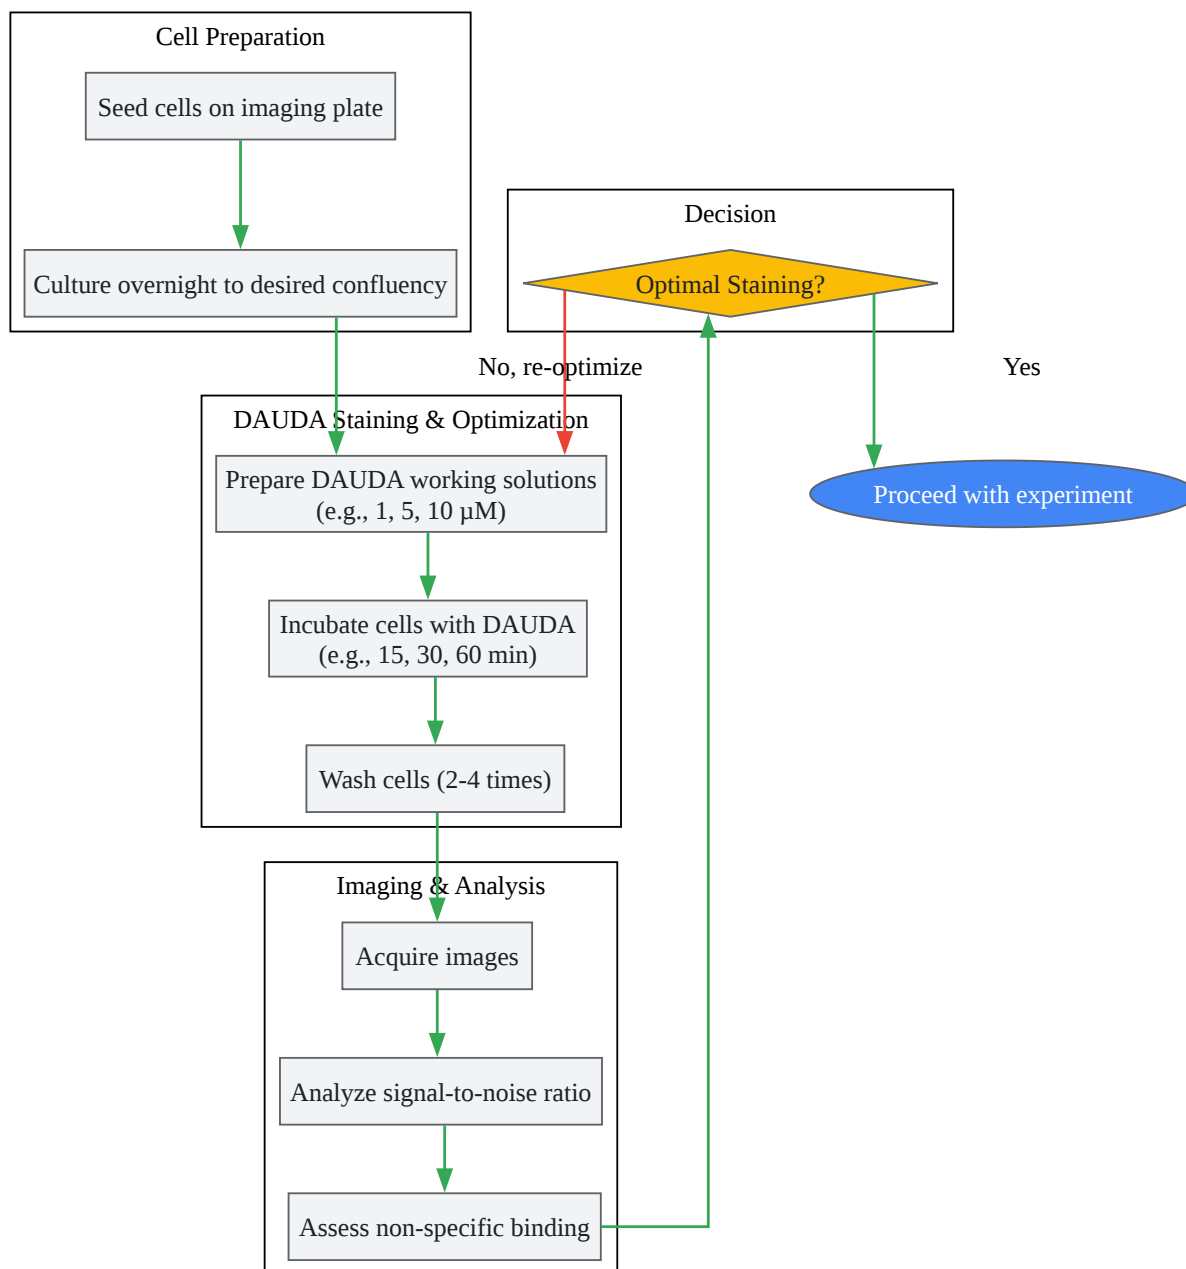 Cell Preparation
Seed cells on imaging plate
Culture overnight to desired confluency
Decision
Optimal Staining?
No, re-optimize
Yes
DAUDA Staining & Optimization
Prepare DAUDA working solutions
(e.g., 1, 5, 10 µM)
Proceed with experiment
Incubate cells with DAUDA
(e.g., 15, 30, 60 min)
Wash cells (2-4 times)
Imaging & Analysis
Acquire images
Analyze signal-to-noise ratio
Assess non-specific binding